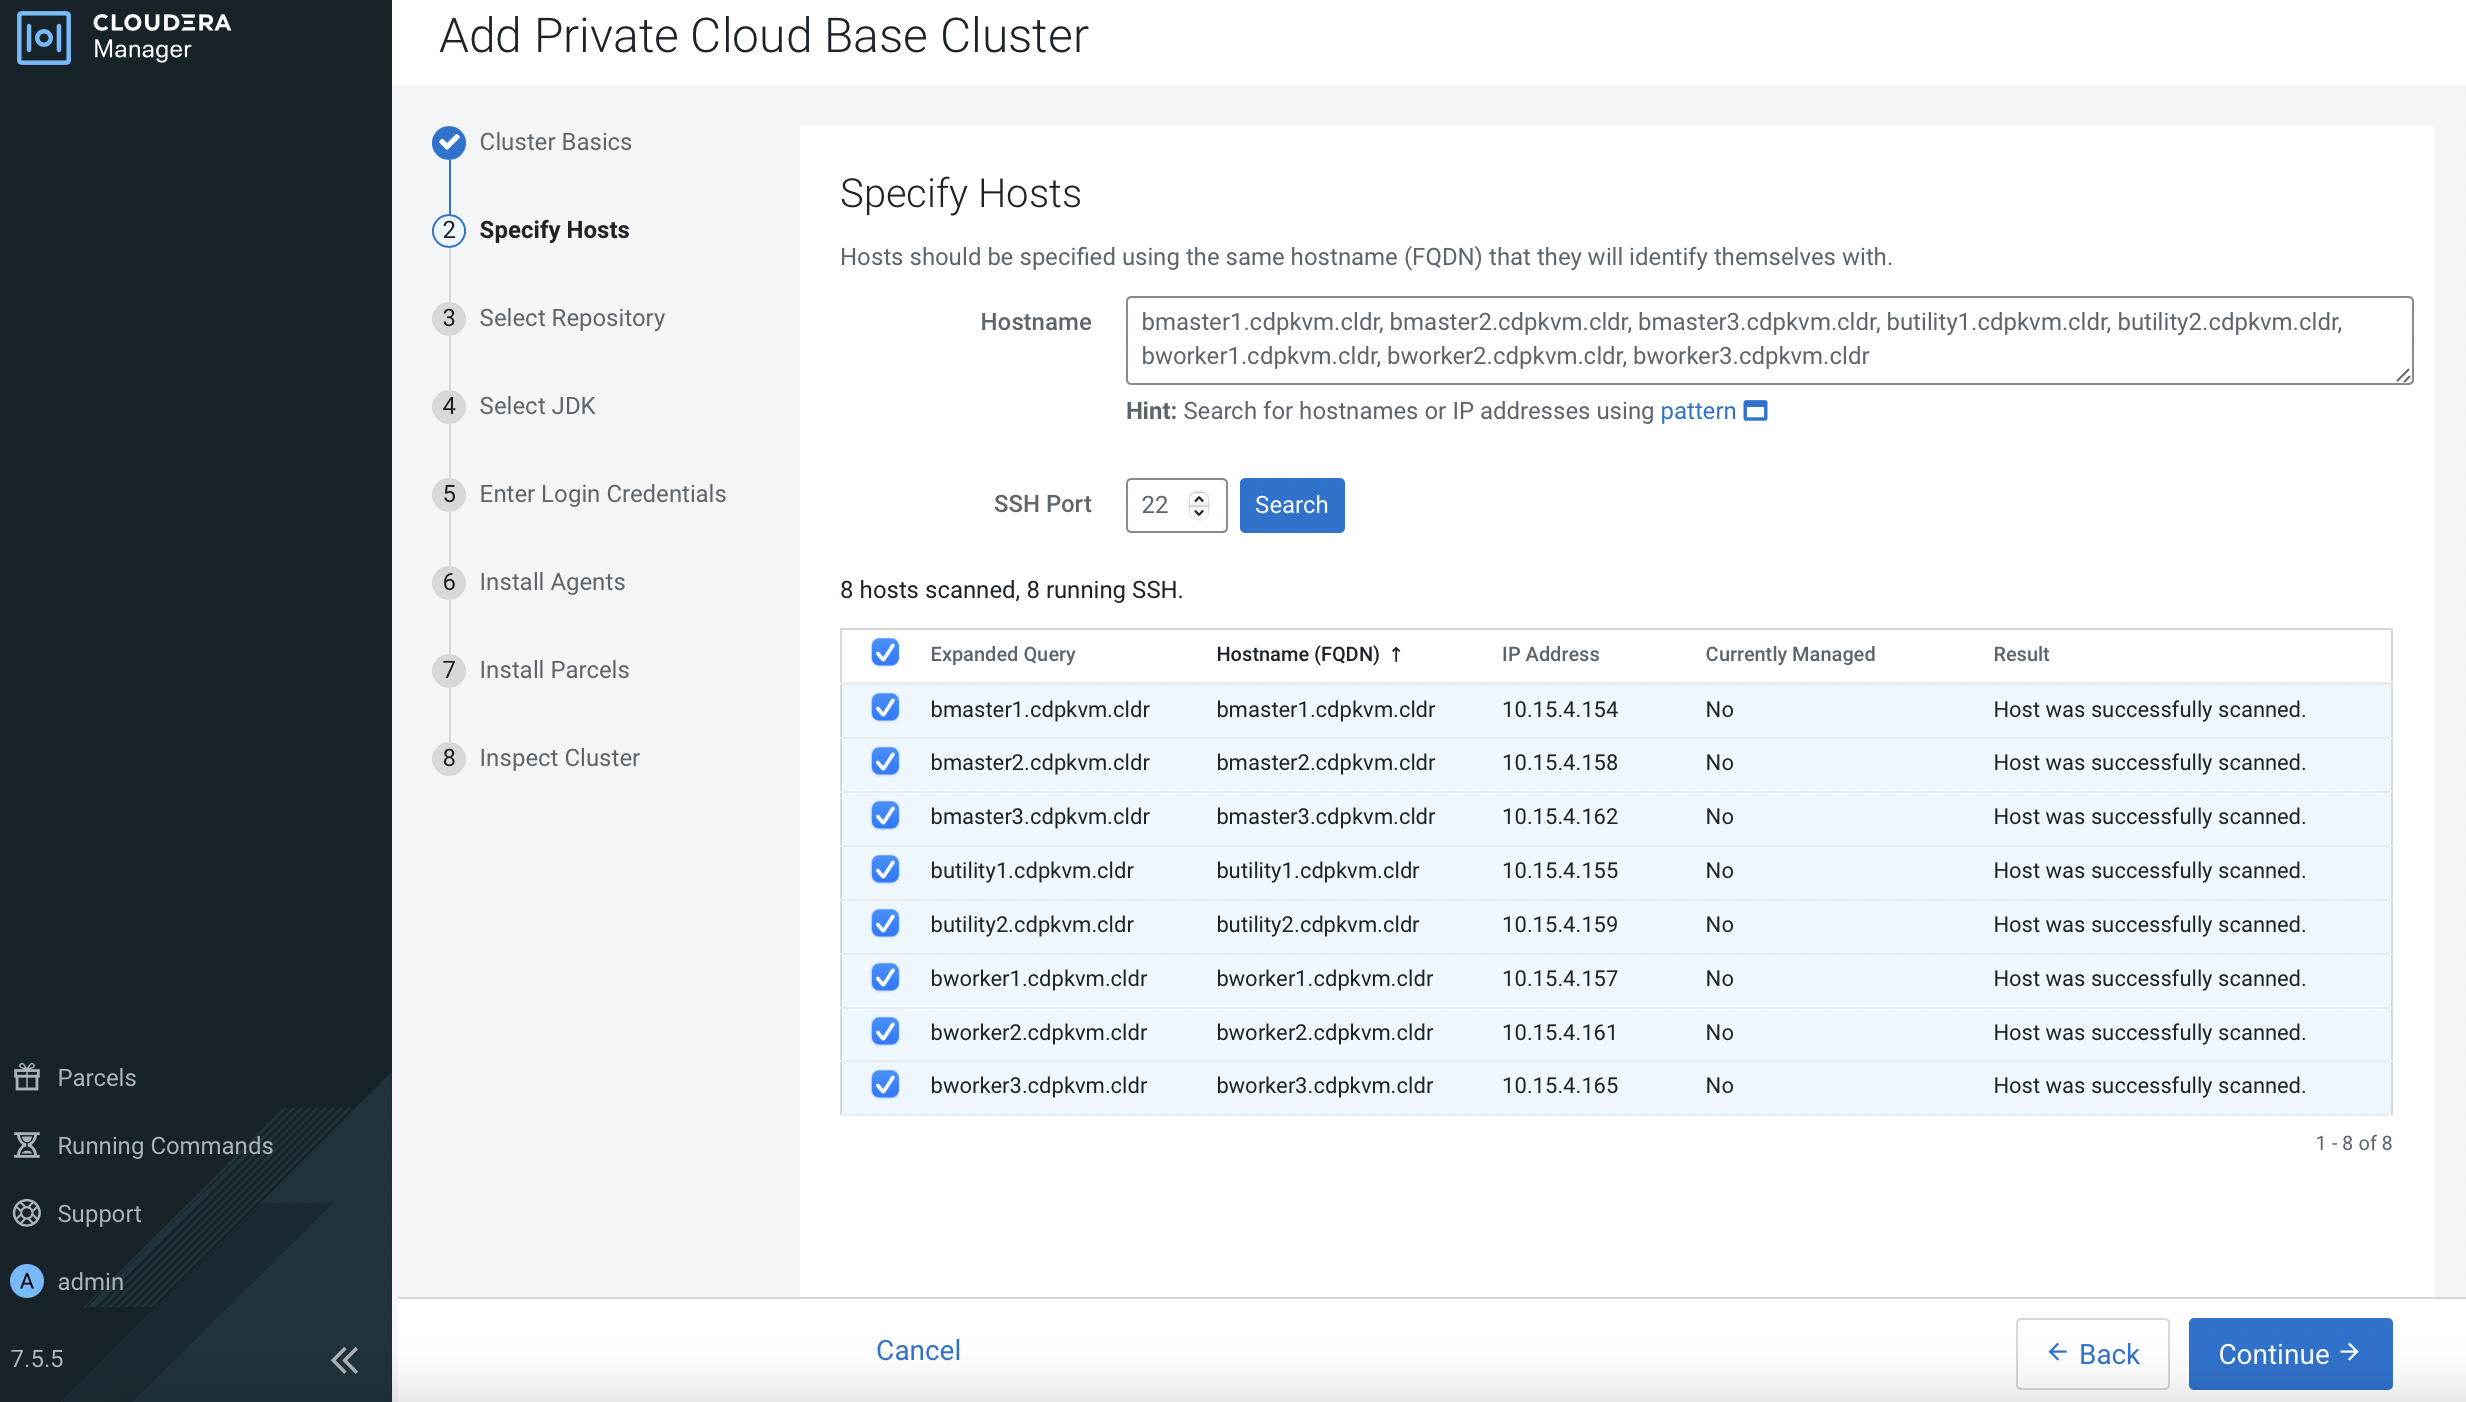 CLOUDERA
Manager
Add Private Cloud Base Cluster
Cluster Basics
2 Specify Hosts
3 Select Repository
4 Select JDK
5 Enter Login Credentials
6 Install Agents
7 Install Parcels
8 Inspect Cluster
Specify Hosts
Hosts should be specified using the same hostname (FQDN) that they will identify themselves with.
Hostname
bmaster1.cdpkvm.cldr, bmaster2.cdpkvm.cldr, bmaster3.cdpkvm.cldr, butility1.cdpkvm.cldr, butility2.cdpkvm.cldr,
bworker1.cdpkvm.cldr, bworker2.cdpkvm.cldr, bworker3.cdpkvm.cldr
Hint: Search for hostnames or IP addresses using pattern
SSH Port 22 Search
8 hosts scanned, 8 running SSH.
Expanded Query Hostname (FQDN) ↑ IP Address Currently Managed Result
bmaster1.cdpkvm.cldr bmaster1.cdpkvm.cldr 10.15.4.154 No Host was successfully scanned.
bmaster2.cdpkvm.cldr bmaster2.cdpkvm.cldr 10.15.4.158 No Host was successfully scanned.
bmaster3.cdpkvm.cldr bmaster3.cdpkvm.cldr 10.15.4.162 No Host was successfully scanned.
butility1.cdpkvm.cldr butility1.cdpkvm.cldr 10.15.4.155 No Host was successfully scanned.
butility2.cdpkvm.cldr butility2.cdpkvm.cldr 10.15.4.159 No Host was successfully scanned.
bworker1.cdpkvm.cldr bworker1.cdpkvm.cldr 10.15.4.157 No Host was successfully scanned.
bworker2.cdpkvm.cldr bworker2.cdpkvm.cldr 10.15.4.161 No Host was successfully scanned.
bworker3.cdpkvm.cldr bworker3.cdpkvm.cldr 10.15.4.165 No Host was successfully scanned.
1 - 8 of 8
Parcels
Running Commands
Support
A admin
7.5.5
Cancel
← Back
Continue →